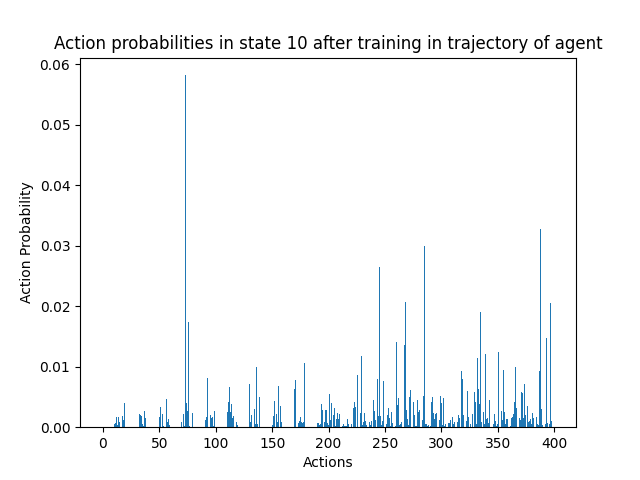 Action probabilities in state 10 after training in trajectory of agent
0.06
0.05
0.04
0.03
0.02
0.01
0.00
Action Probability
0 50 100 150 200 250 300 350 400
Actions